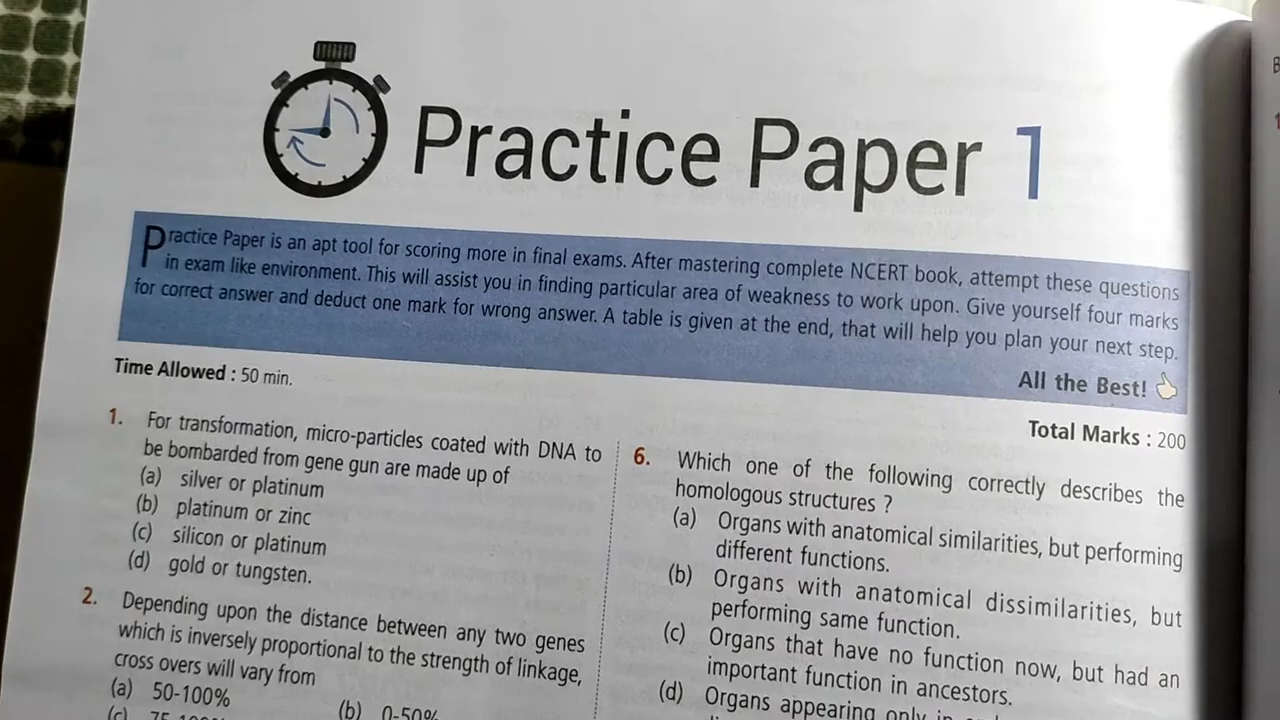 Practice Paper 1
Practice Paper is an apt tool for scoring more in final exams. After mastering complete NCERT book, attempt these questions
in exam like environment. This will assist you in finding particular area of weakness to work upon. Give yourself four marks
for correct answer and deduct one mark for wrong answer. A table is given at the end, that will help you plan your next step.
All the Best!
Time Allowed : 50 min.
Total Marks : 200
1. For transformation, micro-particles coated with DNA to
be bombarded from gene gun are made up of
(a) silver or platinum
(b) platinum or zinc
(c) silicon or platinum
(d) gold or tungsten.
2. Depending upon the distance between any two genes
which is inversely proportional to the strength of linkage,
cross overs will vary from
(a) 50-100%
(b) 0-50%
(c)
6. Which one of the following correctly describes the
homologous structures ?
(a) Organs with anatomical similarities, but performing
different functions.
(b) Organs with anatomical dissimilarities, but
performing same function.
(c) Organs that have no function now, but had an
important function in ancestors.
(d) Organs appearing only in